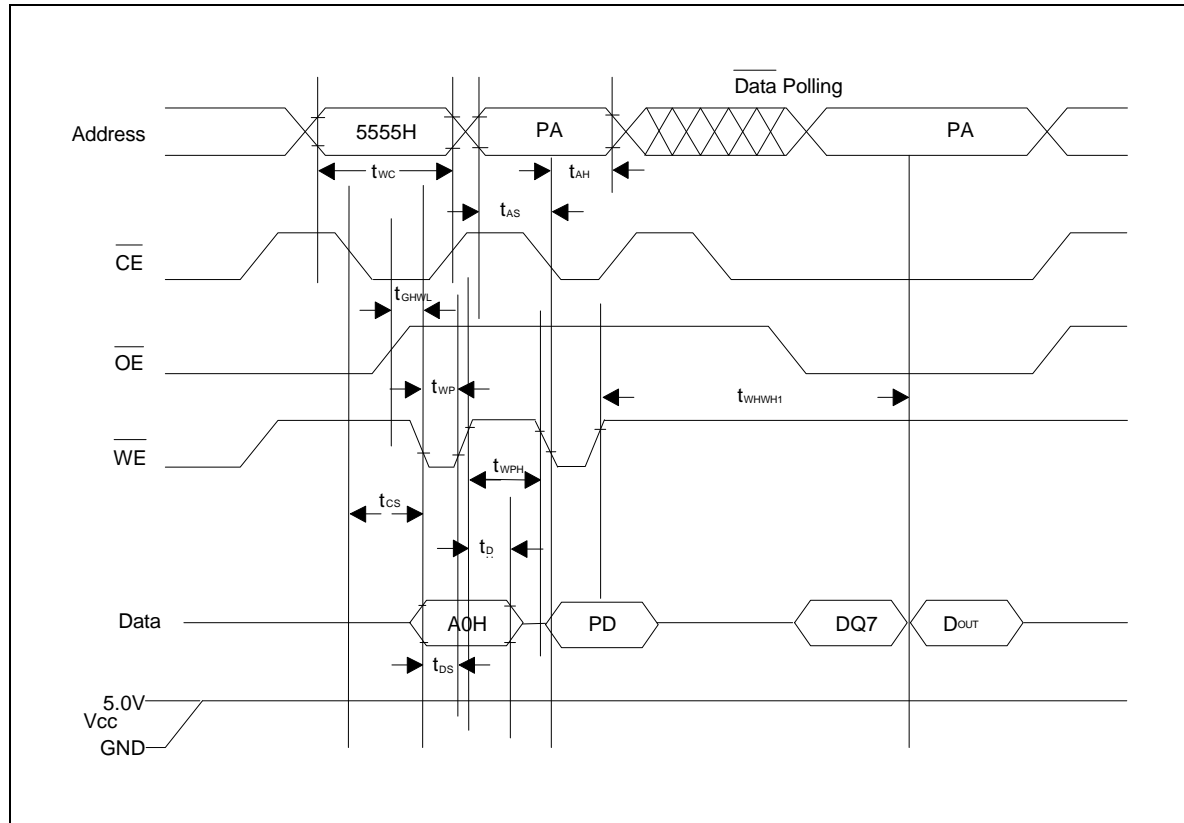 Data Polling
Address
5555H
PA
PA
tWC
tAH
tAS
CE
tGHWL
OE
tWP
tWHWH1
WE
tWPH
tCS
tD
Data
A0H
PD
DQ7
DOUT
tDS
5.0V
Vcc
GND